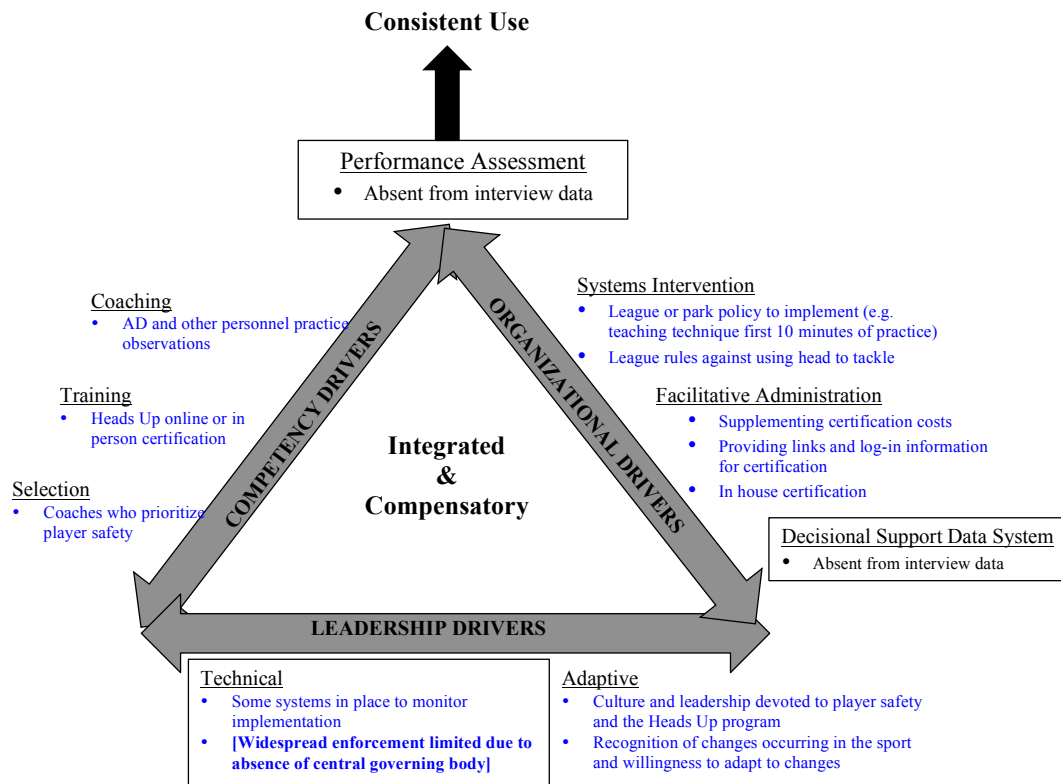 Consistent Use
Performance Assessment
• Absent from interview data
Coaching
• AD and other personnel practice
observations
Training
• Heads Up online or in
person certification
Selection
• Coaches who prioritize
player safety
COMPETENCY DRIVERS
Integrated
&
Compensatory
ORGANIZATIONAL DRIVERS
Systems Intervention
• League or park policy to implement (e.g.
teaching technique first 10 minutes of practice)
• League rules against using head to tackle
Facilitative Administration
• Supplementing certification costs
• Providing links and log-in information
for certification
• In house certification
Decisional Support Data System
• Absent from interview data
LEADERSHIP DRIVERS
Technical
• Some systems in place to monitor
implementation
• [Widespread enforcement limited due to
absence of central governing body]
Adaptive
• Culture and leadership devoted to player safety
and the Heads Up program
• Recognition of changes occurring in the sport
and willingness to adapt to changes